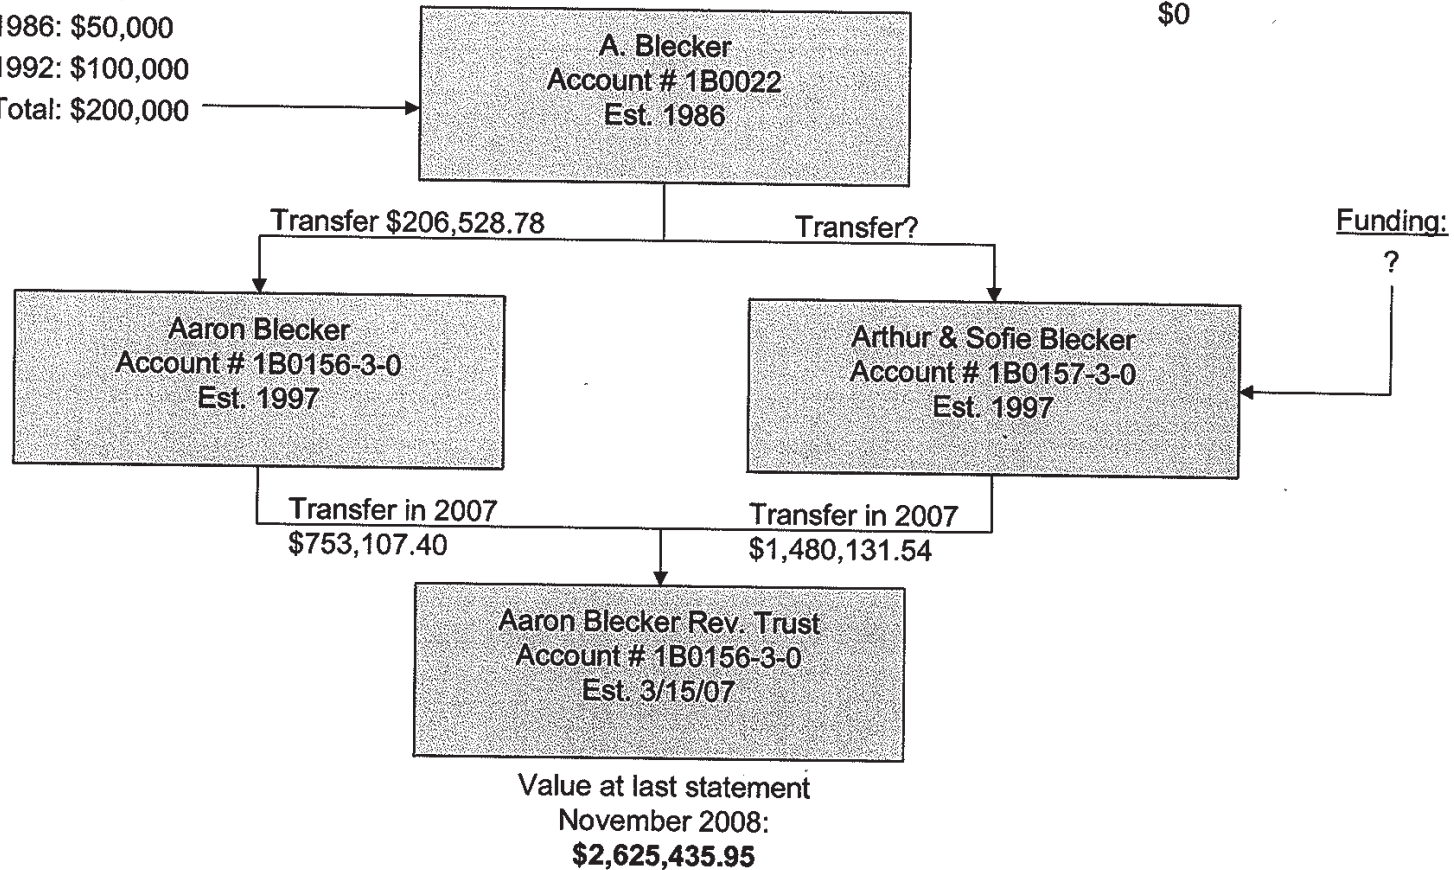 1986: $50,000
$0
1992: $100,000
Total: $200,000
A. Blecker
Account # 1B0022
Est. 1986
Transfer $206,528.78
Transfer?
Funding:
?
Aaron Blecker
Account # 1B0156-3-0
Est. 1997
Arthur & Sofie Blecker
Account # 1B0157-3-0
Est. 1997
Transfer in 2007
$753,107.40
Transfer in 2007
$1,480,131.54
Aaron Blecker Rev. Trust
Account # 1B0156-3-0
Est. 3/15/07
Value at last statement
November 2008:
$2,625,435.95